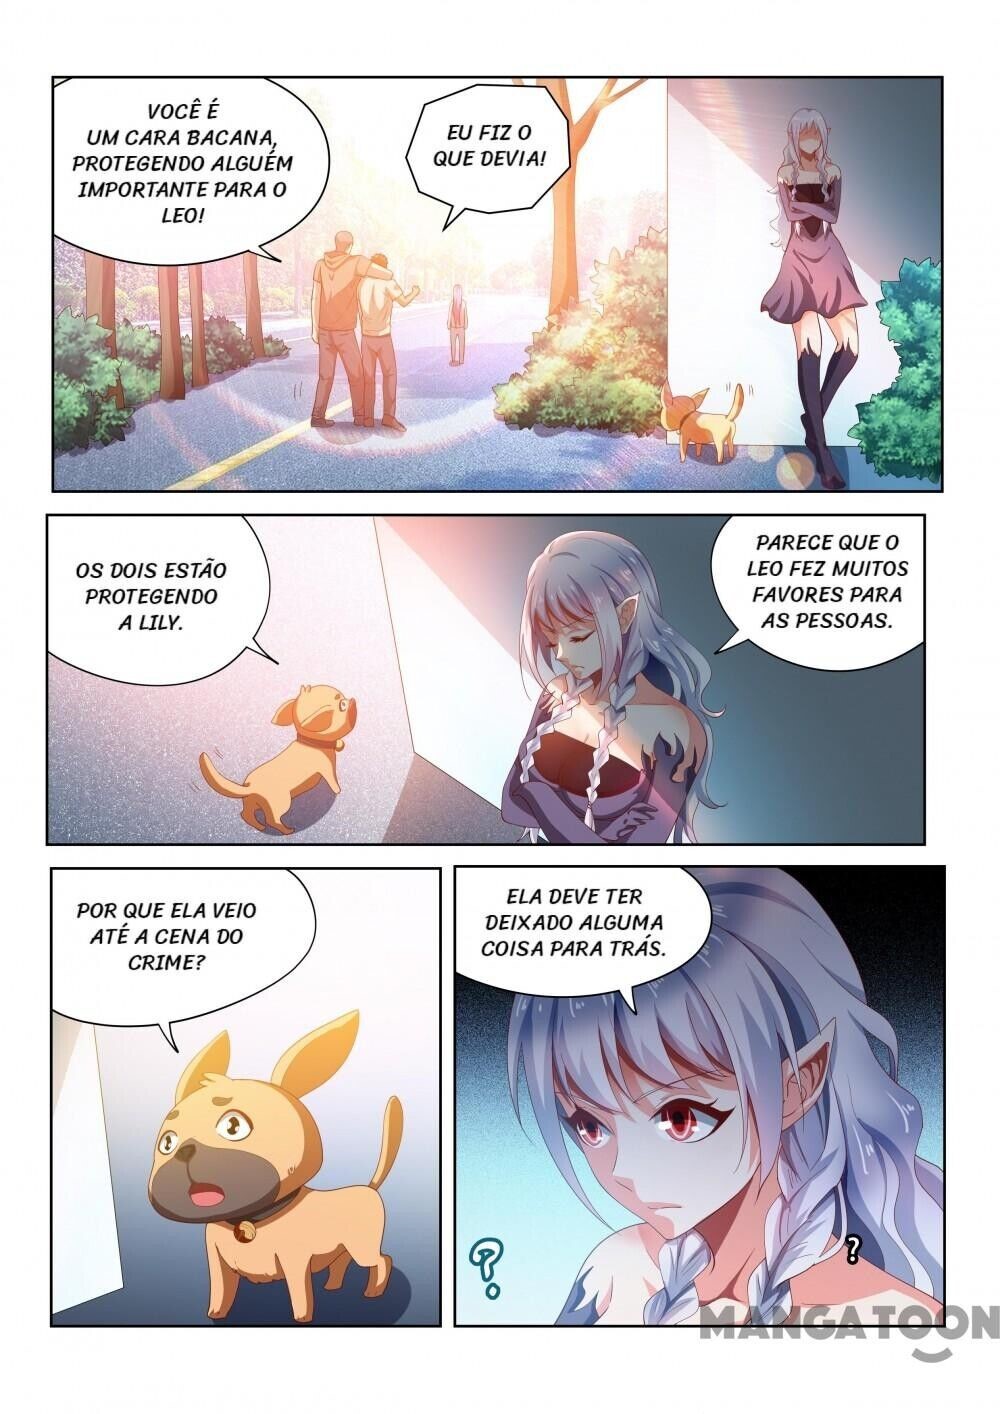 VOCÊ É
UM CARA BACANA,
PROTEGENDO ALGUÉM
IMPORTANTE PARA O
LEO!
EU FIZ O
QUE DEVIA!
OS DOIS ESTÃO
PROTEGENDO
A LILY.
PARECE QUE O
LEO FEZ MUITOS
FAVORES PARA
AS PESSOAS.
POR QUE ELA VEIO
ATÉ A CENA DO
CRIME?
ELA DEVE TER
DEIXADO ALGUMA
COISA PARA TRÁS.
?
?
MANGATOON